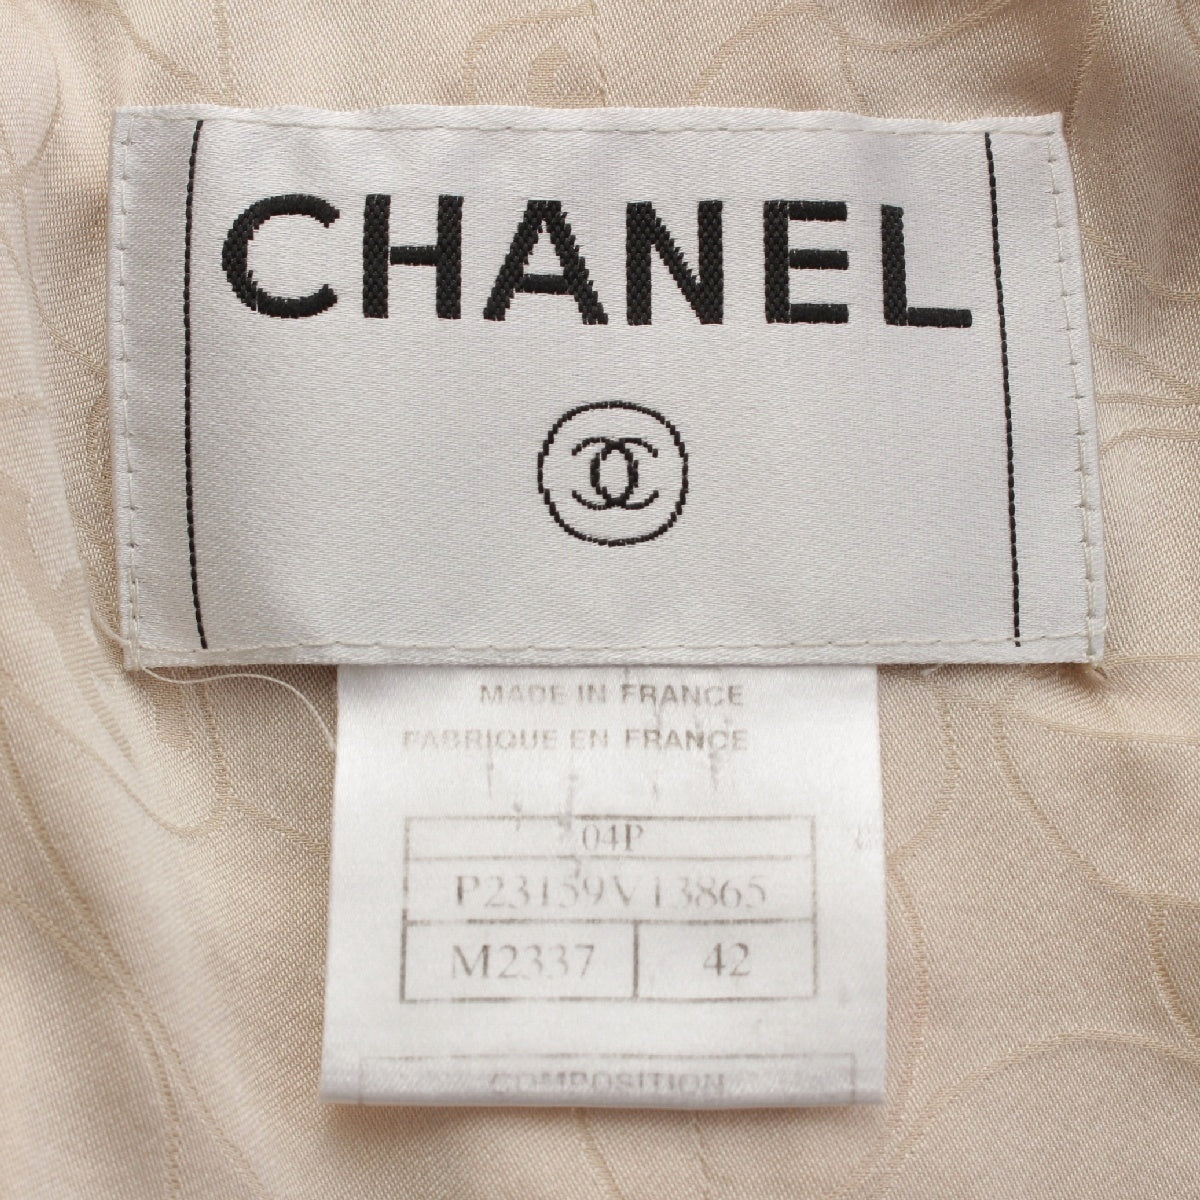 CHANEL
MADE IN FRANCE
FABRIQUE EN FRANCE
04P
P23159V13865
M2337 42
COMPOSITION